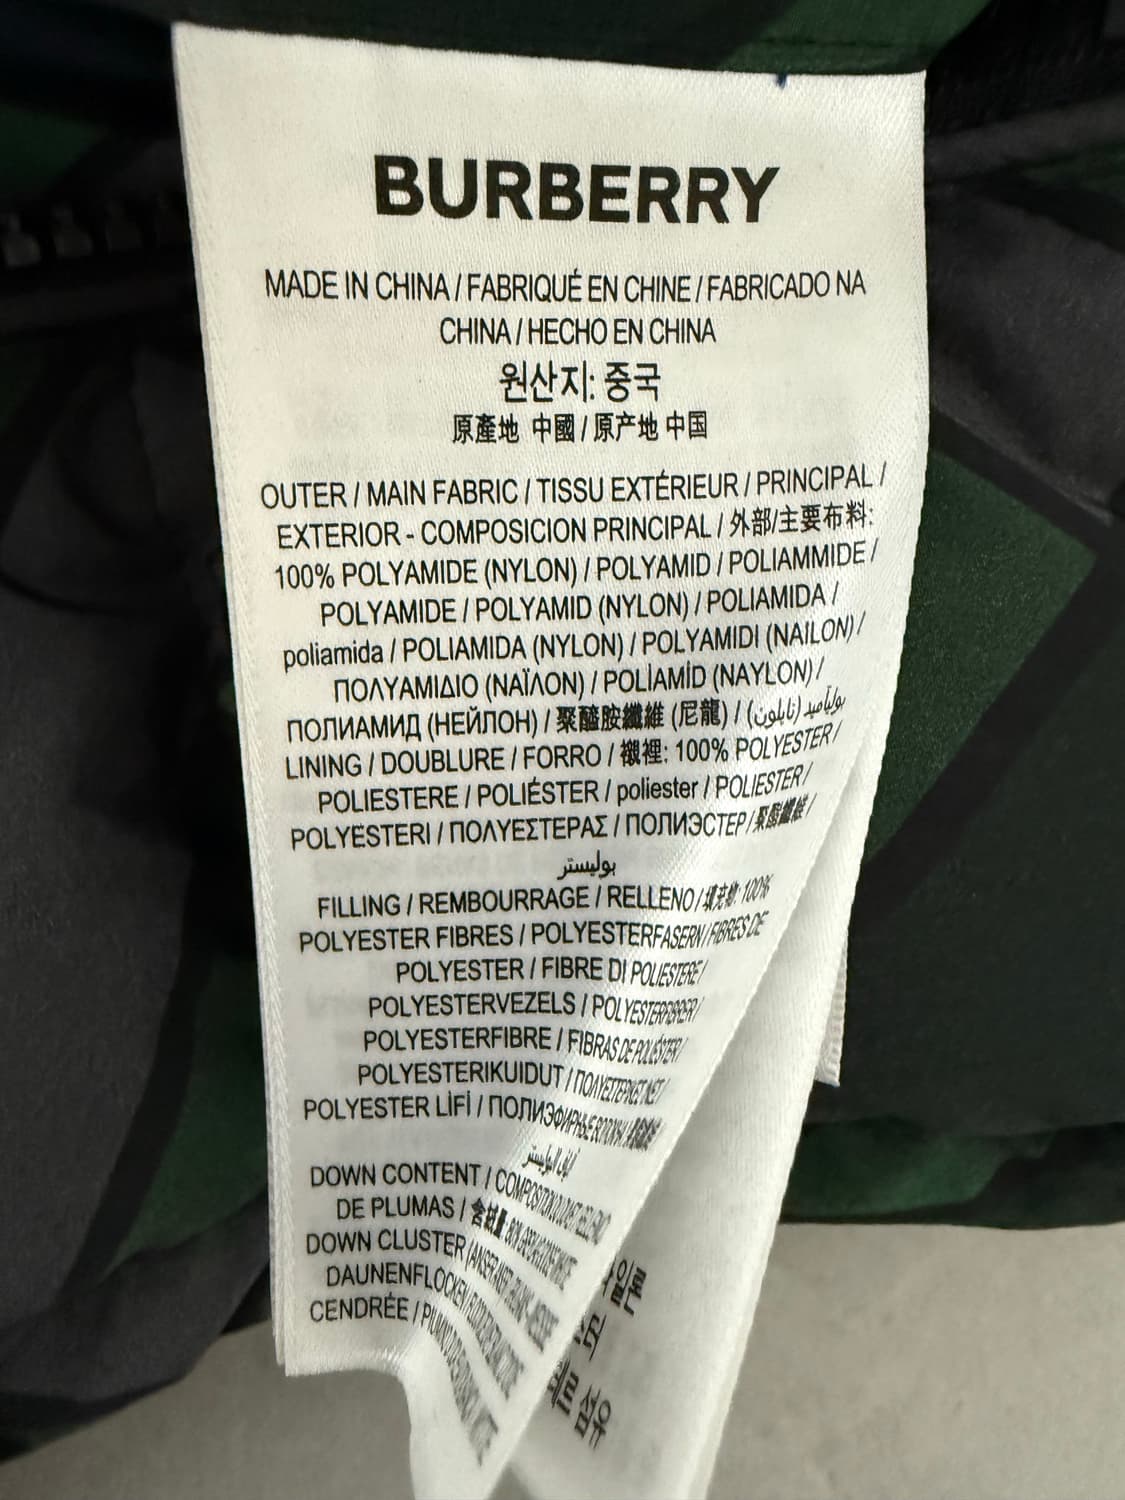 BURBERRY
MADE IN CHINA / FABRIQUÉ EN CHINE / FABRICADO NA
CHINA / HECHO EN CHINA
원산지: 중국
原產地 中國 / 原产地 中国
OUTER / MAIN FABRIC / TISSU EXTÉRIEUR / PRINCIPAL /
EXTERIOR - COMPOSICION PRINCIPAL / 外部/主要布料:
100% POLYAMIDE (NYLON) / POLYAMID / POLIAMMIDE /
POLYAMIDE / POLYAMID (NYLON) / POLIAMIDA /
poliamida / POLIAMIDA (NYLON) / POLYAMIDI (NAILON) /
ΠΟΛΥΑΜΙΔΙΟ (ΝΑΪΛΟΝ) / POLİAMİD (NAYLON) /
ПОЛИАМИД (НЕЙЛОН) / 聚醯胺纖維 (尼龍) / بولياميد (نايلون)
LINING / DOUBLURE / FORRO / 襯裡: 100% POLYESTER /
POLIESTERE / POLIÉSTER / poliester / POLIESTER /
POLYESTERI / ΠΟΛΥΕΣΤΕΡΑΣ / ПОЛИЭСТЕР / 聚酯纖維 /
بوليستر
FILLING / REMBOURRAGE / RELLENO / 填充物: 100%
POLYESTER FIBRES / POLYESTERFASERN / FIBRES DE
POLYESTER / FIBRE DI POLIESTERE /
POLYESTERVEZELS / POLYESTERFIBRER /
POLYESTERFIBRE / FIBRAS DE POLIÉSTER /
POLYESTERIKUIDUT /
POLYESTER LİFİ / ПОЛИЭФИРНЫЕ
DOWN CONTENT / COMPOSITION
DE PLUMAS /
DOWN CLUSTER
DAUNENFLOCKEN
CENDRÉE /